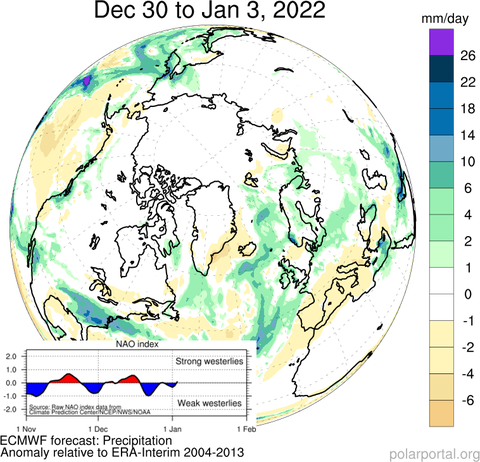 Dec 30 to Jan 3, 2022
mm/day
26
22
18
14
10
6
4
2
1
0
-1
-2
-4
-6
NAO index
2.0
1.0
0.0
-1.0
-2.0
Strong westerlies
Weak westerlies
Source: Raw NAO index data from
Climate Prediction Center/NCEP/NWS/NOAA
1 Nov
1 Dec
1 Jan
1 Feb
ECMWF forecast: Precipitation
Anomaly relative to ERA-Interim 2004-2013
polarportal.org